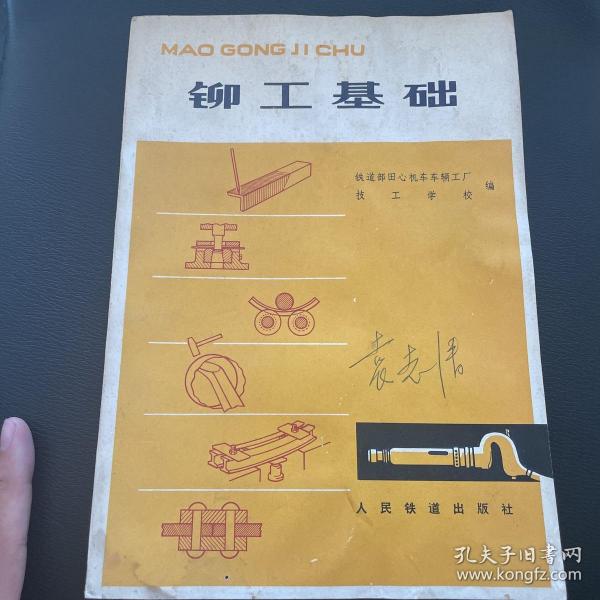 MAO GONG JI CHU
铆工基础
铁道部田心机车车辆工厂
技工学校 编
袁志清
人民铁道出版社
孔夫子旧书网
www.kongfz.com